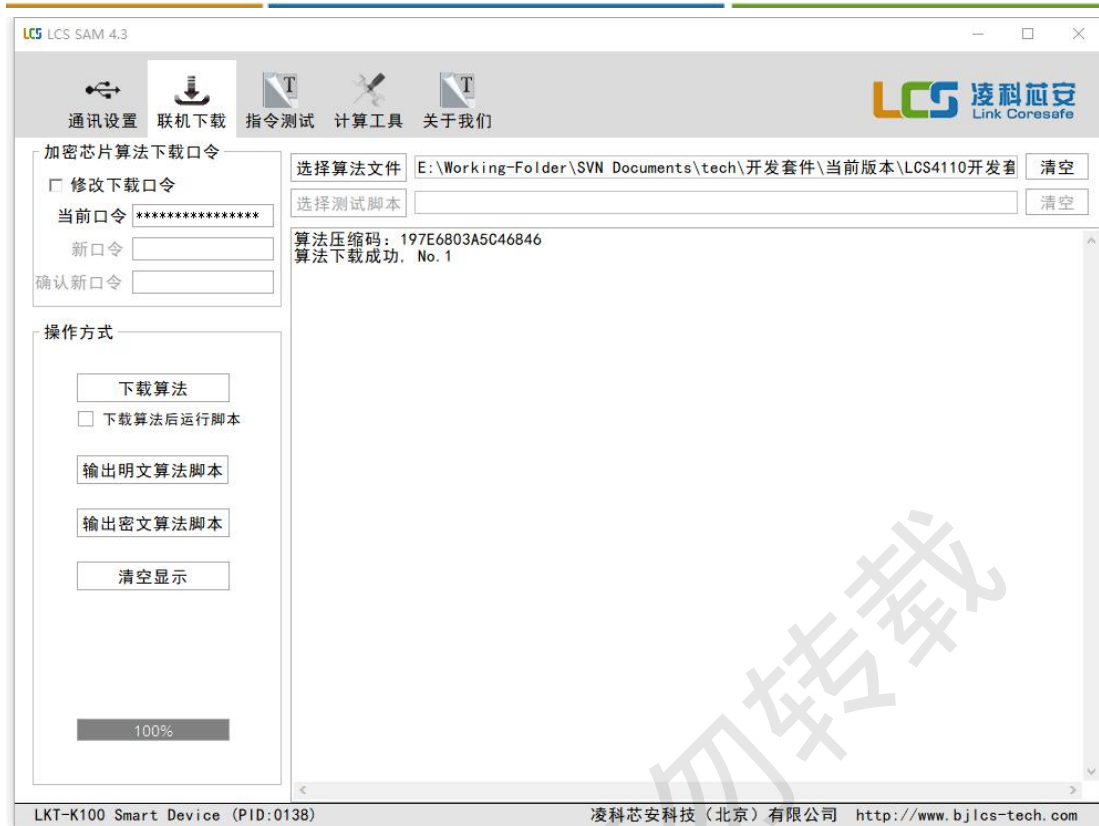 LCS LCS SAM 4.3
通讯设置 联机下载 指令测试 计算工具 关于我们
LCS 凌科芯安
Link Coresafe
加密芯片算法下载口令
修改下载口令
当前口令 ****************
新口令
确认新口令
选择算法文件 E:\Working-Folder\SVN Documents\tech\开发套件\当前版本\LCS4110开发套 清空
选择测试脚本 清空
算法压缩码: 197E6803A5C46846
算法下载成功, No.1
操作方式
下载算法
下载算法后运行脚本
输出明文算法脚本
输出密文算法脚本
清空显示
100%
勿转载
LKT-K100 Smart Device (PID:0138) 凌科芯安科技（北京）有限公司 http://www.bjlcs-tech.com